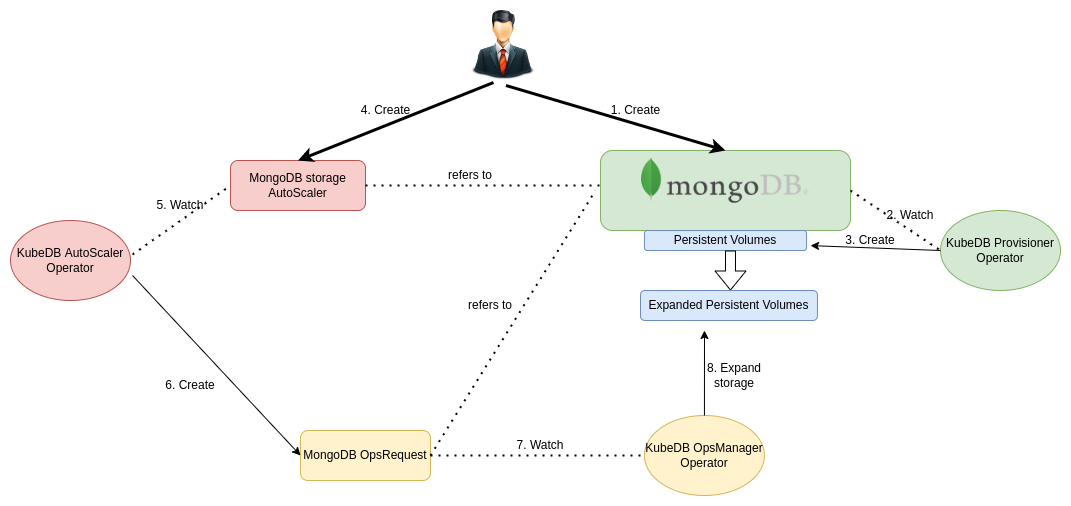 4. Create
1. Create
MongoDB storage
AutoScaler
refers to
mongoDB
5. Watch
2. Watch
KubeDB AutoScaler
Operator
Persistent Volumes
3. Create
KubeDB Provisioner
Operator
refers to
Expanded Persistent Volumes
6. Create
8. Expand
storage
MongoDB OpsRequest
7. Watch
KubeDB OpsManager
Operator